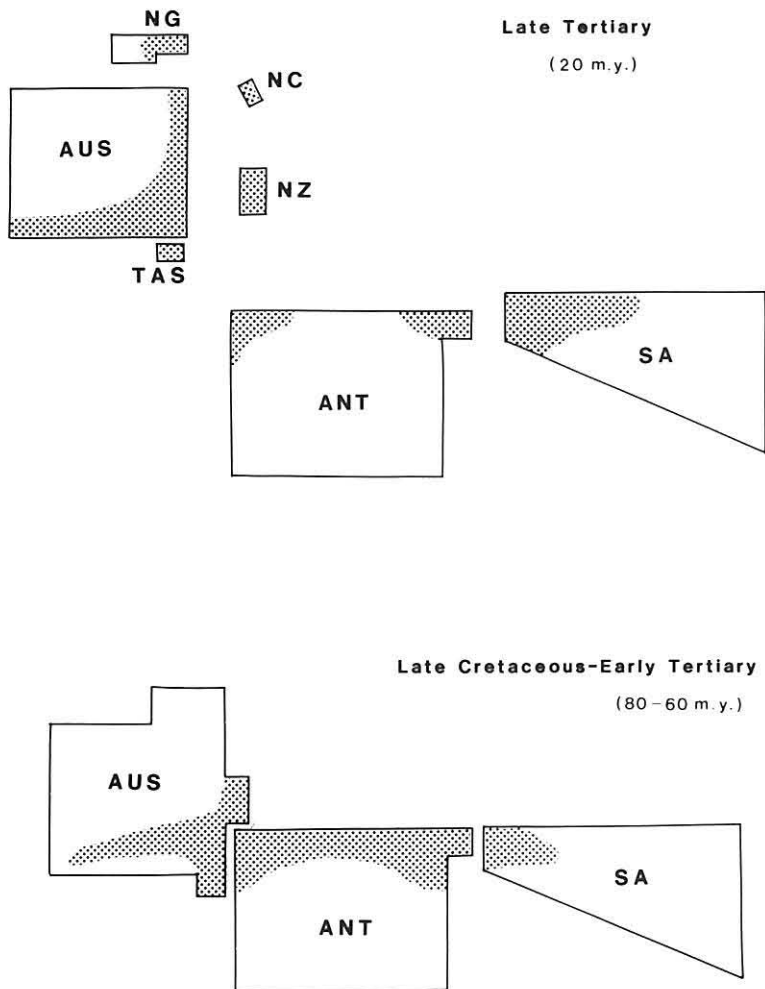 NG
Late Tertiary
(20 m.y.)
NC
AUS
NZ
TAS
SA
ANT
Late Cretaceous-Early Tertiary
(80-60 m.y.)
AUS
SA
ANT